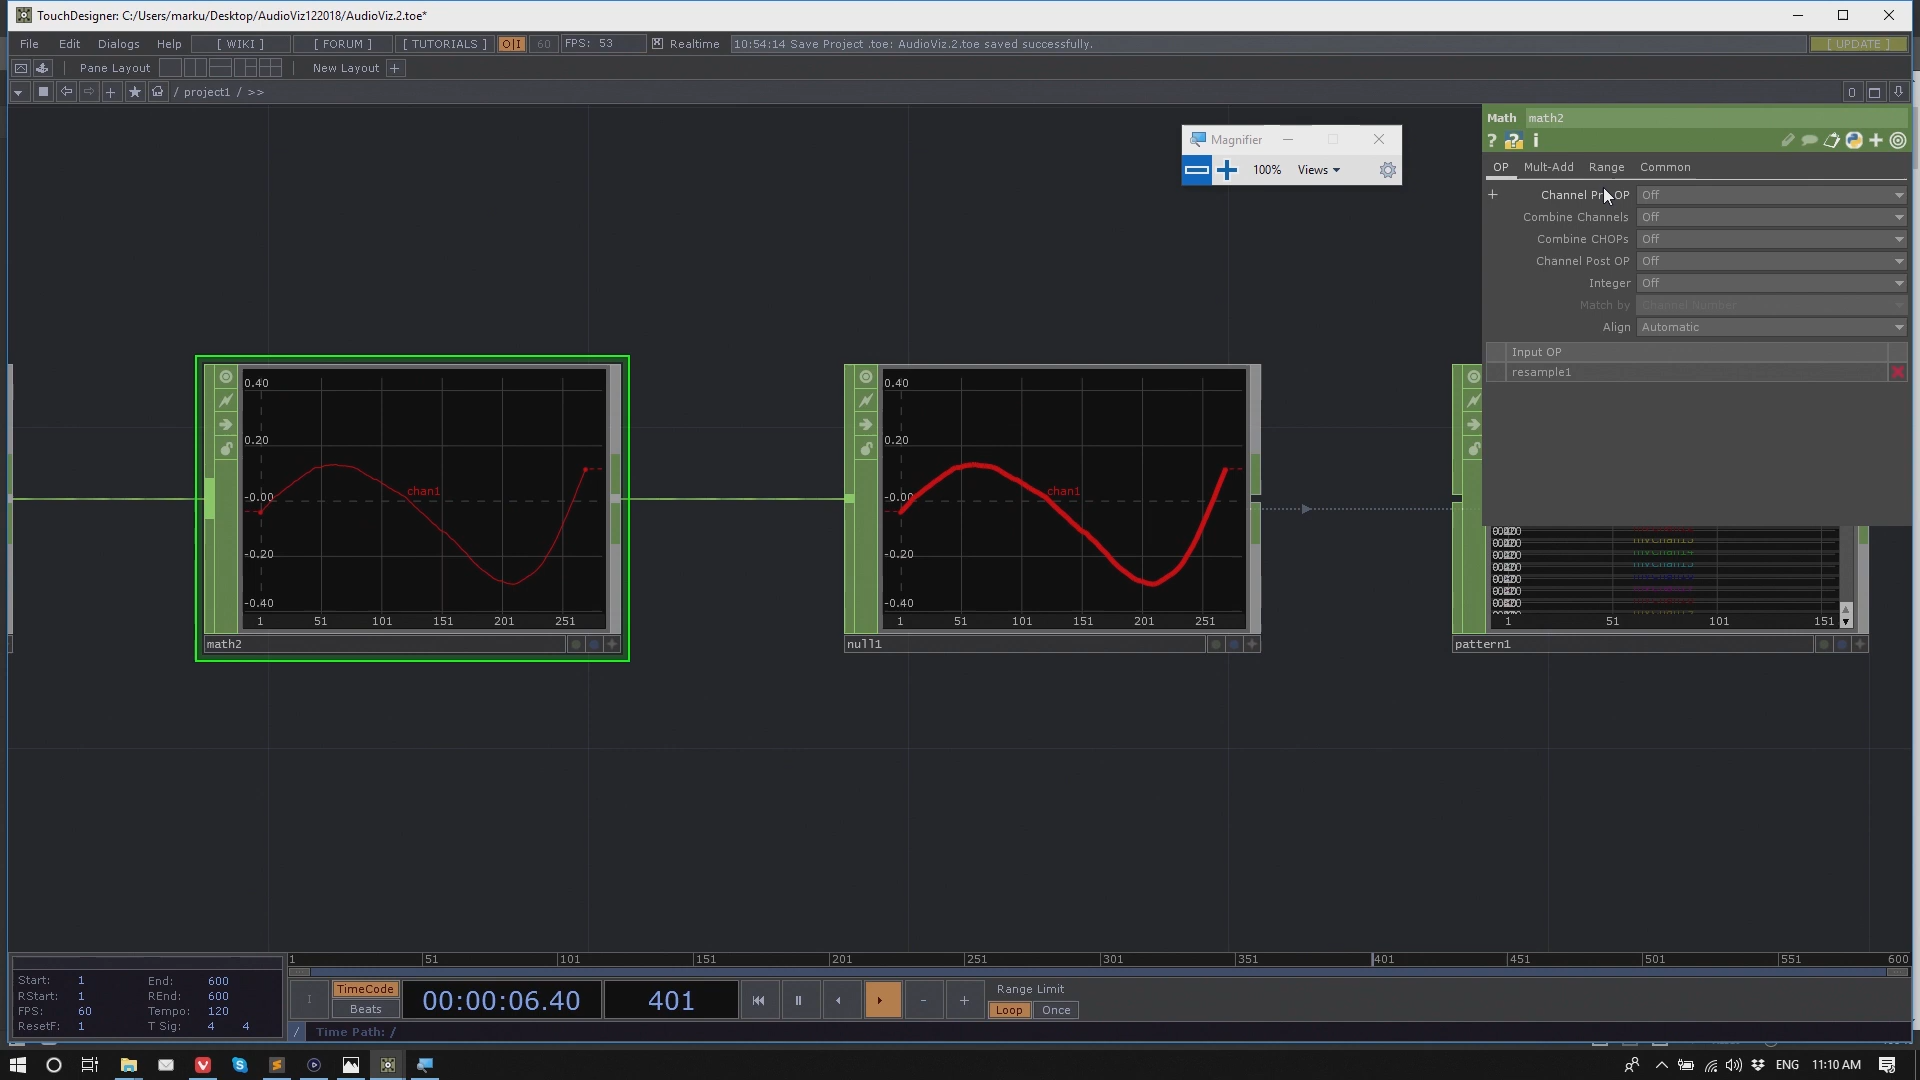 TouchDesigner: C:/Users/marku/Desktop/AudioViz122018/AudioViz.2.toe*
File Edit Dialogs Help [ WIKI ] [ FORUM ] [ TUTORIALS ] O|I 60 FPS: 53 Realtime 10:54:14 Save Project .toe: AudioViz.2.toe saved successfully. [ UPDATE ]
Pane Layout New Layout +
/ project1 / >> 0
Magnifier
100% Views
Math math2
? ? i
OP Mult-Add Range Common
+ Channel Pre OP Off
Combine Channels Off
Combine CHOPs Off
Channel Post OP Off
Integer Off
Match by Channel Number
Align Automatic
Input OP
resample1
0.40
0.20
-0.00
chan1
-0.20
-0.40
1 51 101 151 201 251
math2
0.40
0.20
-0.00
chan1
-0.20
-0.40
1 51 101 151 201 251
null1
1 51 101 151
pattern1
1 51 101 151 201 251 301 351 401 451 501 551 600
Start: 1 End: 600
RStart: 1 REnd: 600
FPS: 60 Tempo: 120
ResetF: 1 T Sig: 4 4
TimeCode
Beats
00:00:06.40
401
- +
Range Limit
Loop Once
/ Time Path: /
ENG 11:10 AM